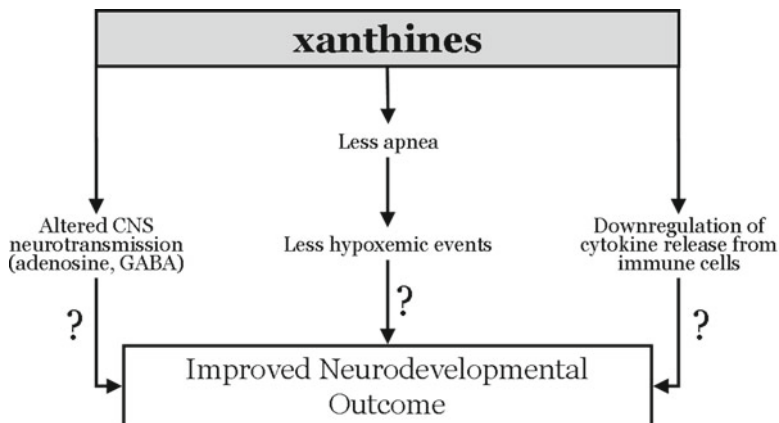 xanthines
Less apnea
Altered CNS
neurotransmission
(adenosine, GABA)
Less hypoxemic events
Downregulation of
cytokine release from
immune cells
?
?
?
Improved Neurodevelopmental
Outcome